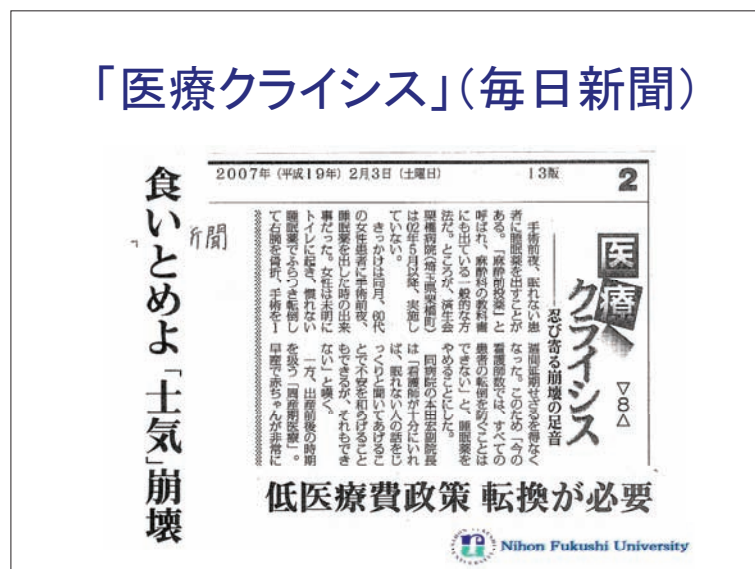 「医療クライシス」(毎日新聞)
2007年(平成19年)2月3日(土曜日)
13版
2
医療
クライシス
忍び寄る崩壊の足音
▽8△
手術前夜、眠れない患
者に睡眠薬を出すことが
ある。「麻酔前投薬」と
呼ばれ、麻酔科の教科書
にも出ている一般的な方
法だ。ところが、済生会
栗橋病院(埼玉県栗橋町)
は02年5月以降、実施し
ていない。
きっかけは同月、60代
の女性患者に手術前夜、
睡眠薬を出した時の出来
事だった。女性は未明に
トイレに起き、慣れない
睡眠薬でふらつき転倒し
て右腕を骨折、手術を1
週間延期せざるを得なく
なった。このため「今の
看護師数では、すべての
患者の転倒を防ぐことは
できない」と、睡眠薬を
やめることにした。
同病院の本田宏副院長
は「看護師が十分にいれ
ば、眠れない人の話をじ
っくりと聞いてあげるこ
とで不安を和らげること
もできるが、それもでき
ない」と嘆く。
一方、出産前後の時期
を扱う「周産期医療」。
早産で赤ちゃんが非常に
新聞
食いとめよ「士気」崩壊
低医療費政策 転換が必要
Nihon Fukushi University